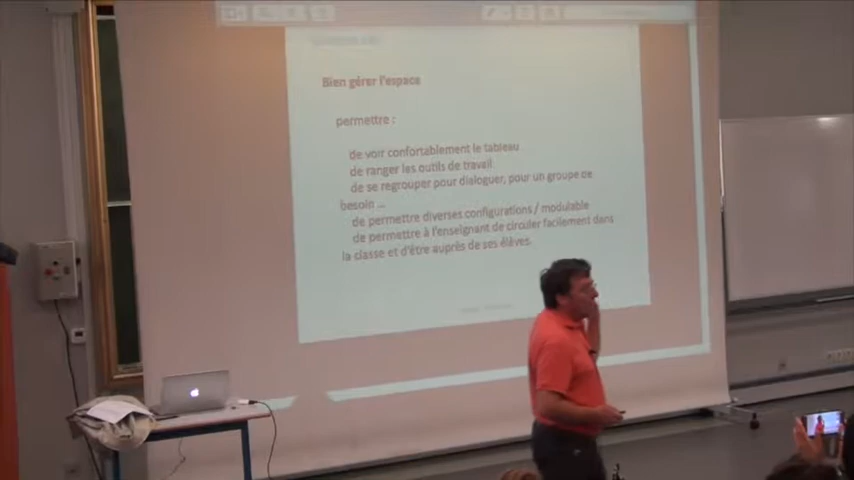 Bien gérer l'espace
permettre :
de voir confortablement le tableau
de ranger les outils de travail
de se regrouper pour dialoguer, pour un groupe de
besoin ...
de permettre diverses configurations / modulable
de permettre à l'enseignant de circuler facilement dans
la classe et d'être auprès de ses élèves.